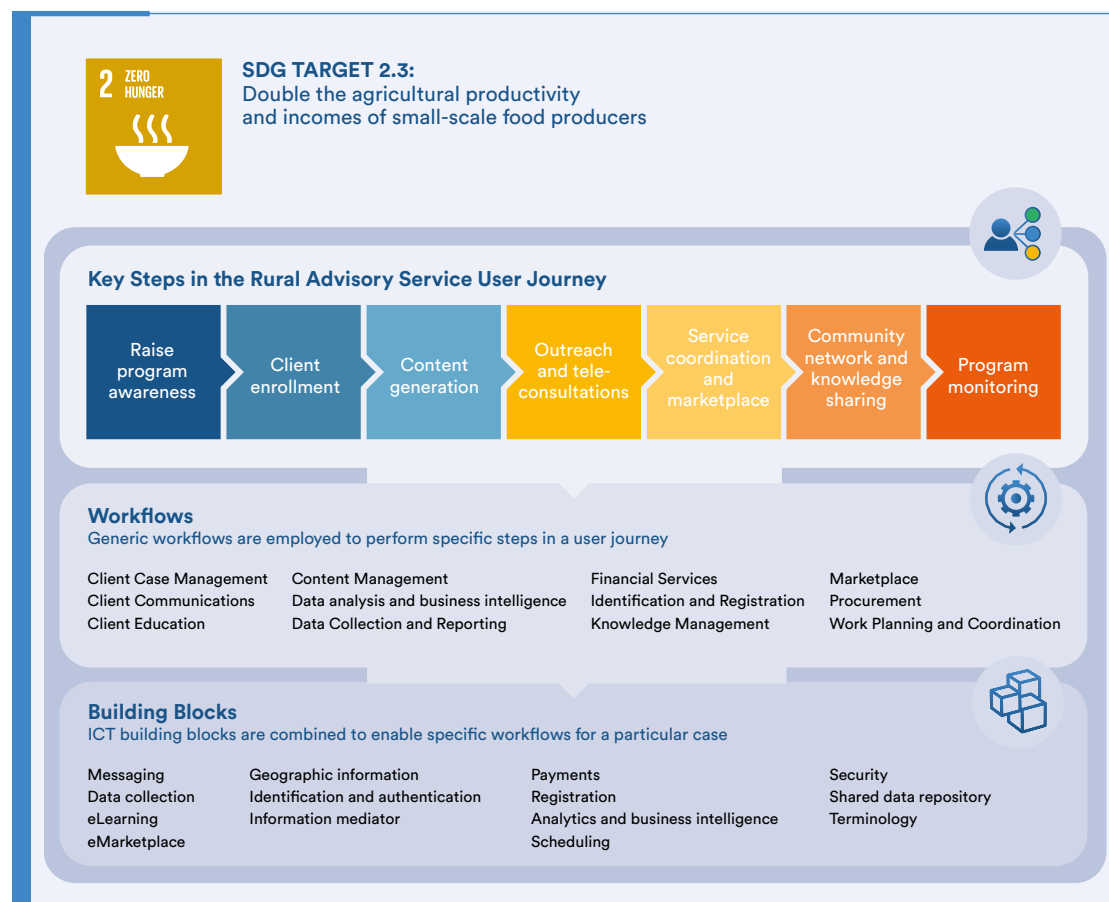 2 ZERO
HUNGER
SDG TARGET 2.3:
Double the agricultural productivity
and incomes of small-scale food producers
Key Steps in the Rural Advisory Service User Journey
Raise
program
awareness
Client
enrollment
Content
generation
Outreach
and tele-
consultations
Service
coordination
and
marketplace
Community
network and
knowledge
sharing
Program
monitoring
Workflows
Generic workflows are employed to perform specific steps in a user journey
Client Case Management
Client Communications
Client Education
Content Management
Data analysis and business intelligence
Data Collection and Reporting
Financial Services
Identification and Registration
Knowledge Management
Marketplace
Procurement
Work Planning and Coordination
Building Blocks
ICT building blocks are combined to enable specific workflows for a particular case
Messaging
Data collection
eLearning
eMarketplace
Geographic information
Identification and authentication
Information mediator
Payments
Registration
Analytics and business intelligence
Scheduling
Security
Shared data repository
Terminology